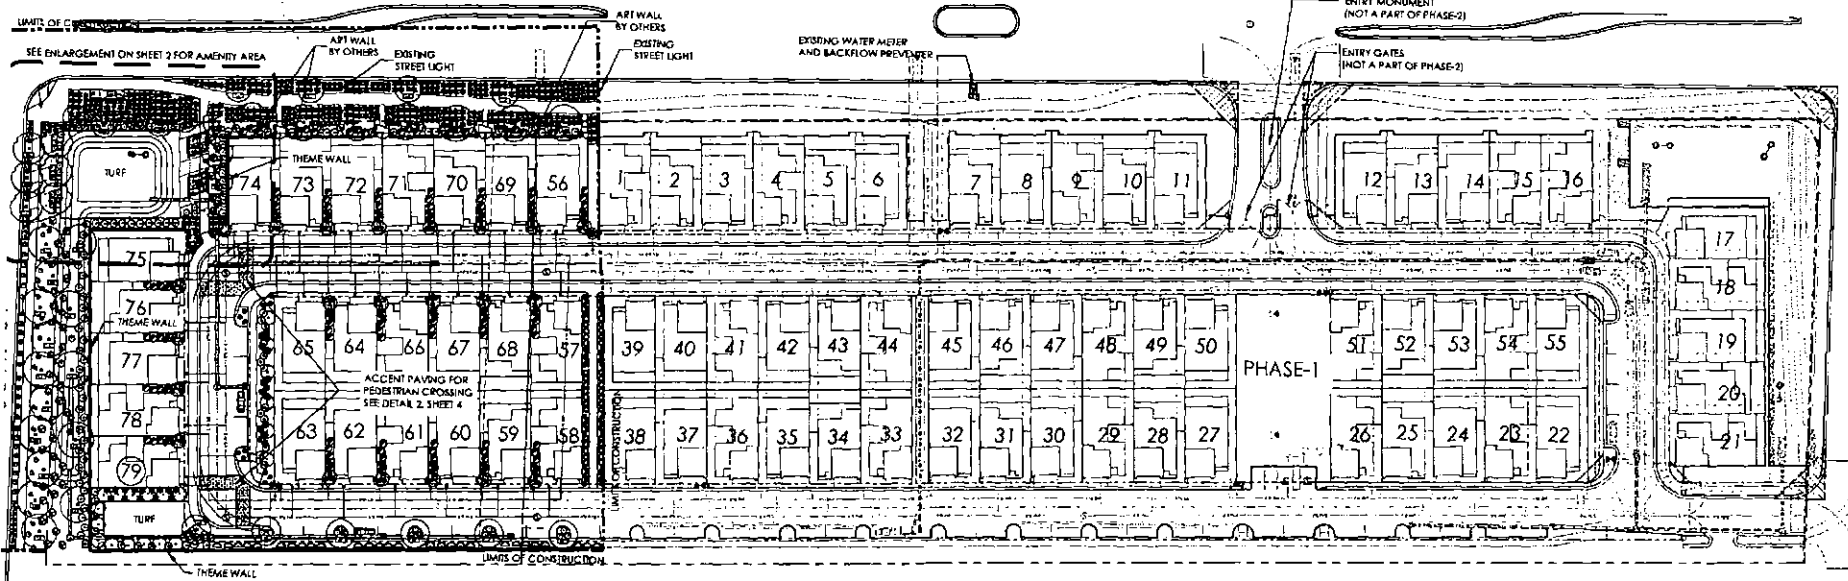 LIMITS OF CONSTRUCTION
ART WALL
BY OTHERS
ENTRY MONUMENT
(NOT A PART OF PHASE-2)
SEE ENLARGEMENT ON SHEET 2 FOR AMENITY AREA
ART WALL
BY OTHERS
EXISTING
STREET LIGHT
EXISTING
STREET LIGHT
EXISTING WATER METER
AND BACKFLOW PREVENTER
ENTRY GATES
(NOT A PART OF PHASE-2)
TURF
THEME WALL
74 73 72 71 70 69 56 1 2 3 4 5 6 7 8 9 10 11 12 13 14 15 16
17
75
18
76
THEME WALL
65 64 66 67 68 57 39 40 41 42 43 44 45 46 47 48 49 50 51 52 53 54 55 19
77
PHASE-1
ACCENT PAVING FOR
PEDESTRIAN CROSSING
SEE DETAIL 2, SHEET 4
20
78
LIMITS OF CONSTRUCTION
63 62 61 60 59 58 38 37 36 35 34 33 32 31 30 29 28 27 26 25 24 23 22 21
79
TURF
LIMITS OF CONSTRUCTION
THEME WALL